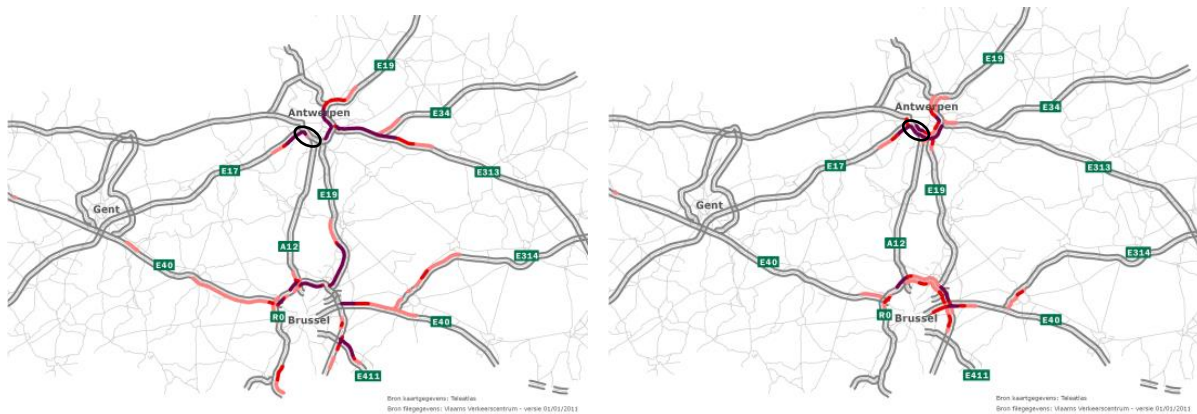 E19
Antwerpen
E34
E17
E313
E19
Gent
A12
E314
E40
R0
Brussel
E40
E411
Bron kaartgegevens: Teleatlas
Bron filegegevens: Vlaams Verkeerscentrum - versie 01/01/2011
E19
Antwerpen
E34
E17
E313
E19
Gent
A12
E314
E40
R0
Brussel
E40
E411
Bron kaartgegevens: Teleatlas
Bron filegegevens: Vlaams Verkeerscentrum - versie 01/01/2011